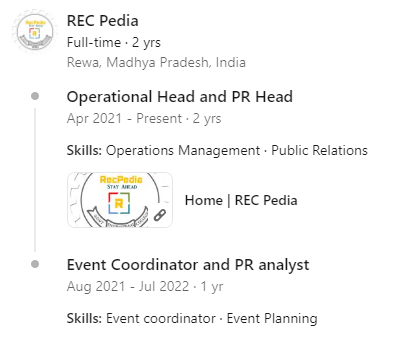 REC Pedia
Full-time · 2 yrs
Rewa, Madhya Pradesh, India
Operational Head and PR Head
Apr 2021 - Present · 2 yrs
Skills: Operations Management · Public Relations
RecPedia
STAY AHEAD
R
Home | REC Pedia
Event Coordinator and PR analyst
Aug 2021 - Jul 2022 · 1 yr
Skills: Event coordinator · Event Planning